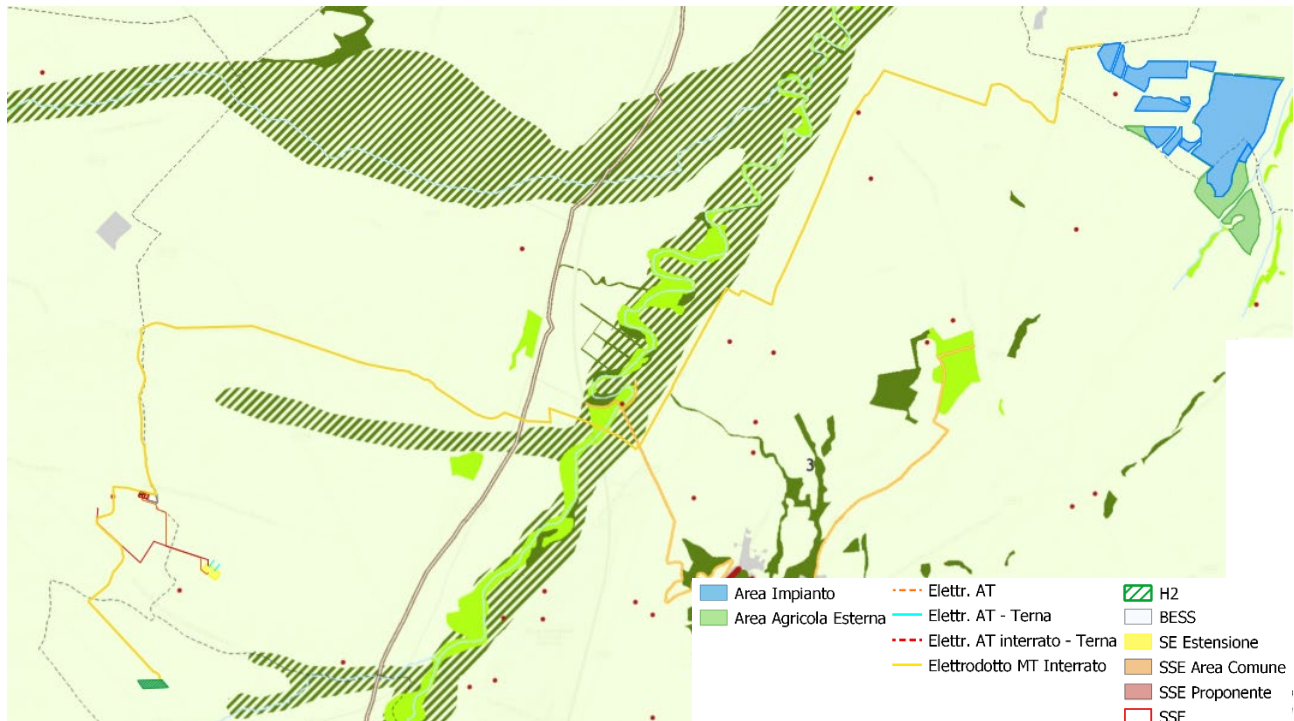 3
Area Impianto
Area Agricola Esterna
Elettr. AT
Elettr. AT - Terna
Elettr. AT interrato - Terna
Elettrodotto MT Interrato
H2
BESS
SE Estensione
SSE Area Comune
SSE Proponente
SSE